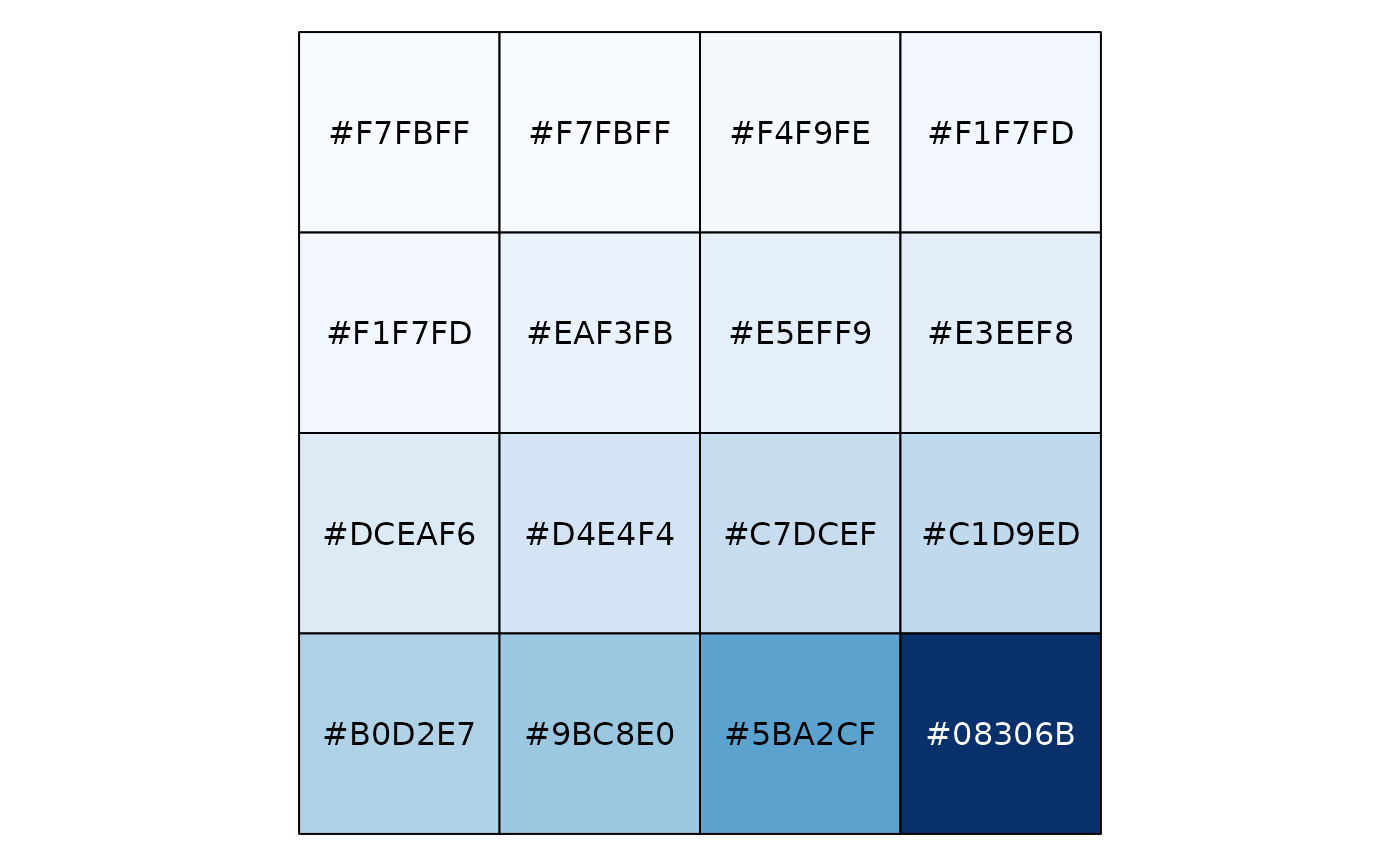 #F7FBFF #F7FBFF #F4F9FE #F1F7FD
#F1F7FD #EAF3FB #E5EFF9 #E3EEF8
#DCEAF6 #D4E4F4 #C7DCEF #C1D9ED
#B0D2E7 #9BC8E0 #5BA2CF #08306B